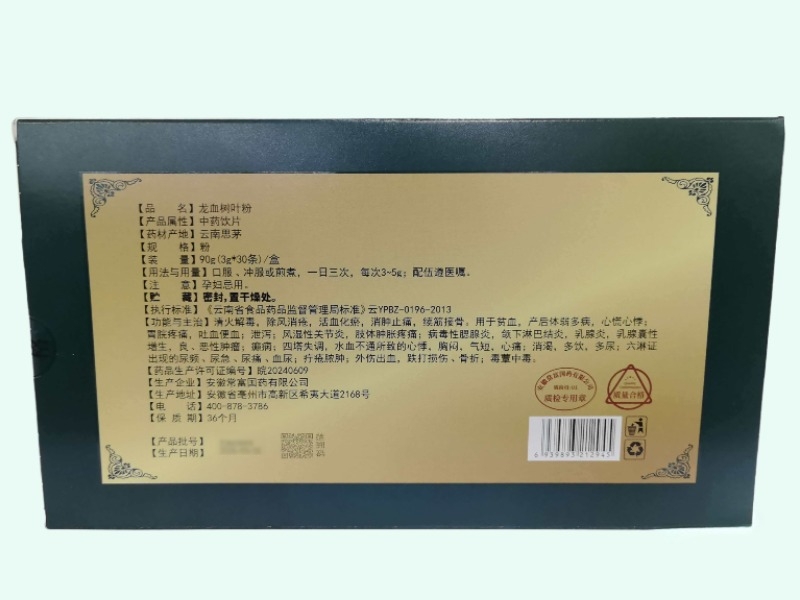 【品 名】龙血树叶粉
【产品属性】中药饮片
【药材产地】云南思茅
【规 格】粉
【装 量】90g(3g*30条)/盒
【用法与用量】口服、冲服或煎煮，一日三次，每次3~5g；配伍遵医嘱。
【注 意】孕妇忌用。
【贮 藏】密封，置干燥处。
【执行标准】《云南省食品药品监督管理局标准》云YPBZ-0196-2013
【功能与主治】清火解毒，除风消疮，活血化瘀，消肿止痛，续筋接骨。用于贫血，产后体弱多病，心慌心悸；
胃脘疼痛，吐血便血；泄泻；风湿性关节炎，肢体肿胀疼痛；病毒性腮腺炎，颌下淋巴结炎，乳腺炎，乳腺囊性
增生，良、恶性肿瘤；癫痫；四塔失调，水血不通所致的心悸，胸闷，气短，心痛；消渴，多饮，多尿；六淋证
出现的尿频、尿急、尿痛、血尿；疔疮脓肿；外伤出血，跌打损伤、骨折；毒蕈中毒。
【药品生产许可证编号】皖20240609
【生产企业】安徽常富国药有限公司
【生产地址】安徽省亳州市高新区希夷大道2168号
【电 话】400-878-3786
【保 质 期】36个月
【产品批号】
【生产日期】
质检专用章
质量合格
6939893212945